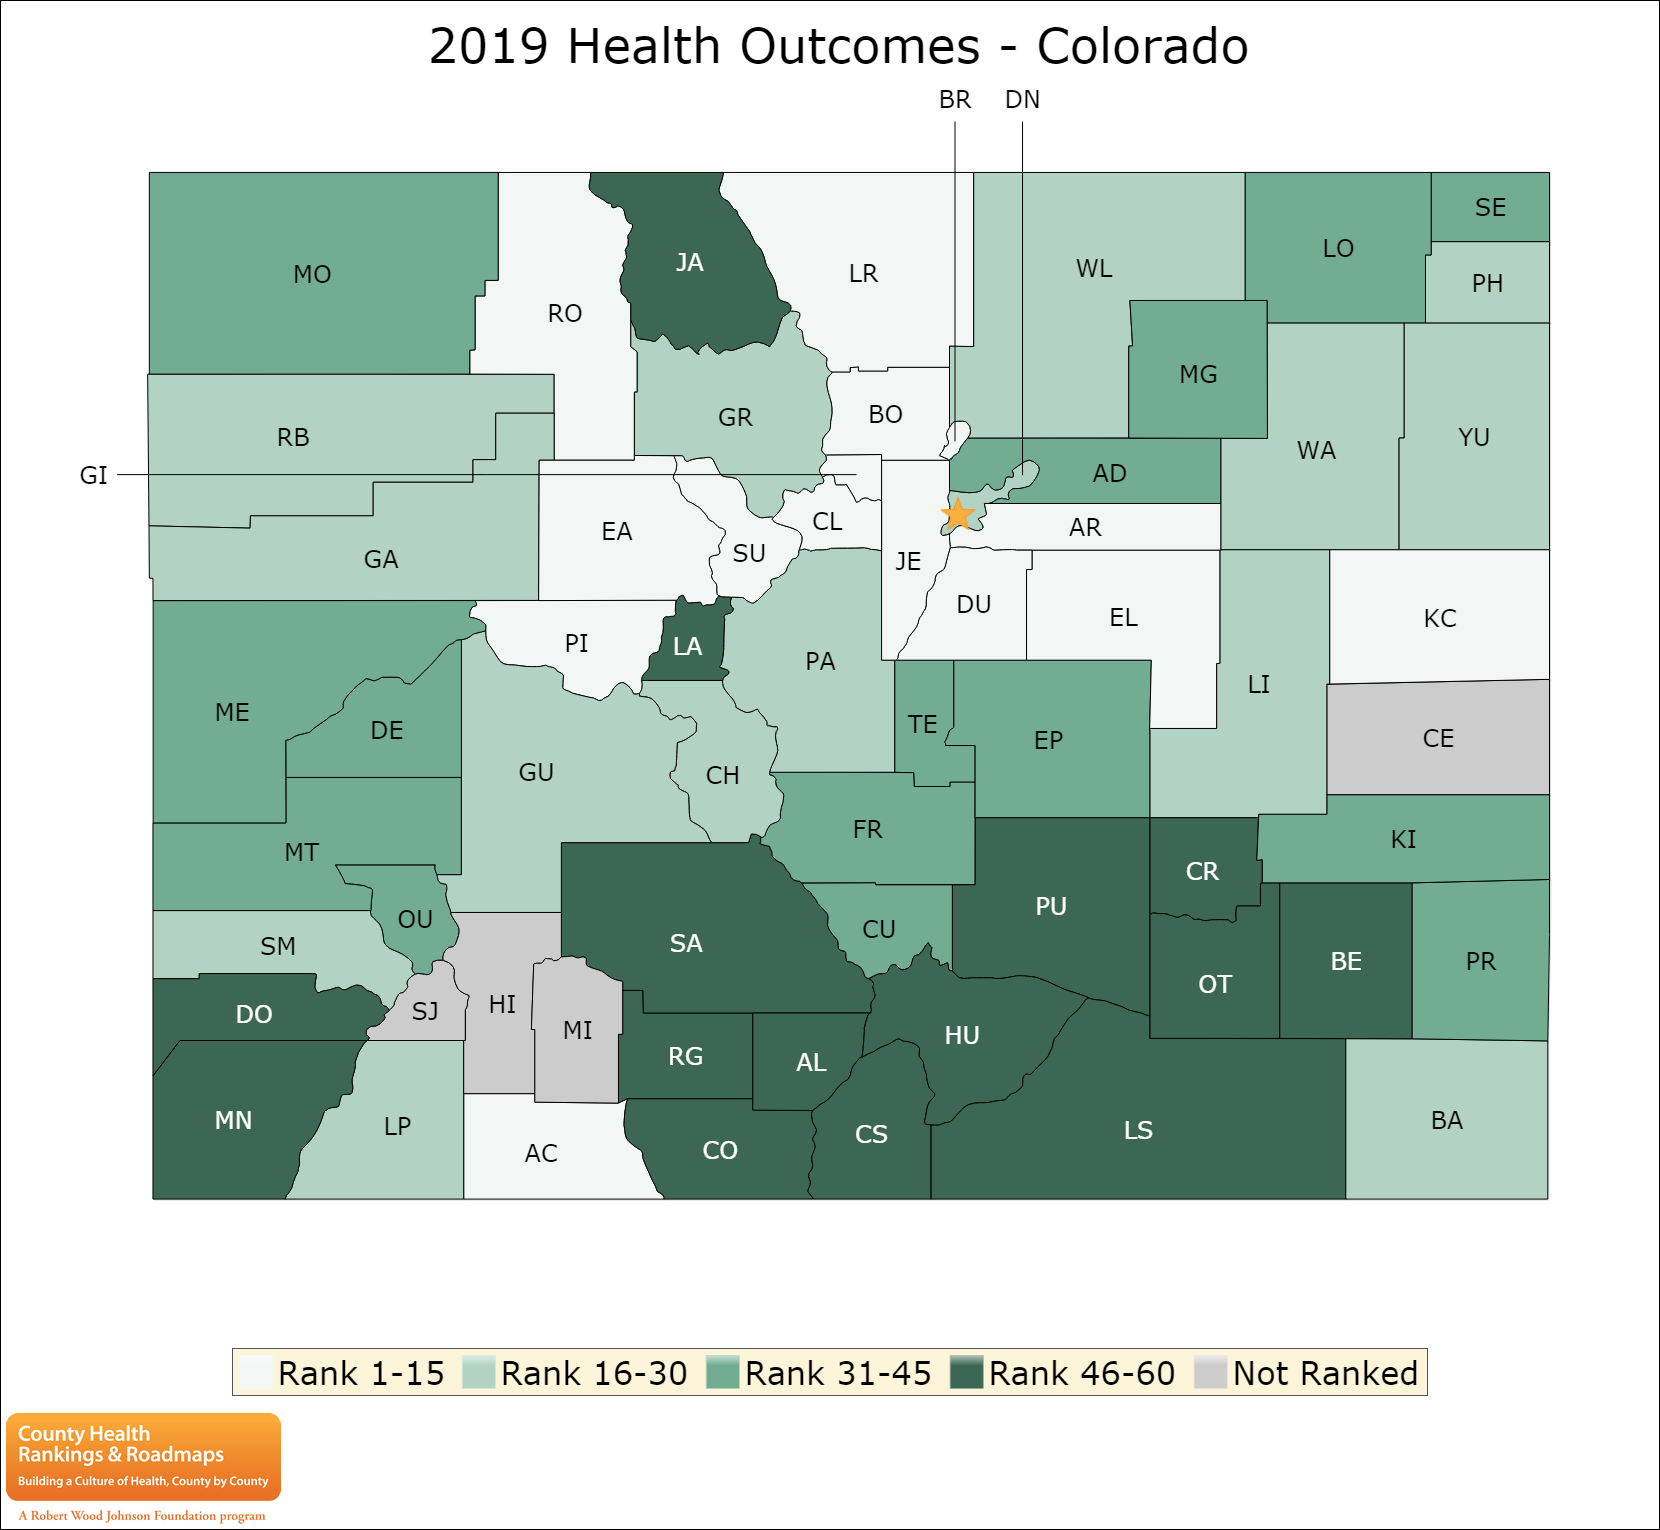 2019 Health Outcomes - Colorado
BR DN
SE
LO
JA LR WL
MO
PH
RO
MG
BO
GR
RB WA YU
GI AD
CL AR
EA
SU
GA JE
DU
EL KC
PI LA
PA
LI
ME
TE
DE EP CE
GU CH
FR
MT KI
CR
PU
OU CU
SM SA
BE PR
OT
HI
SJ
DO
MI HU
RG AL
MN LP CS LS BA
AC CO
Rank 1-15 Rank 16-30 Rank 31-45 Rank 46-60 Not Ranked
County Health
Rankings & Roadmaps
Building a Culture of Health, County by County
A Robert Wood Johnson Foundation program